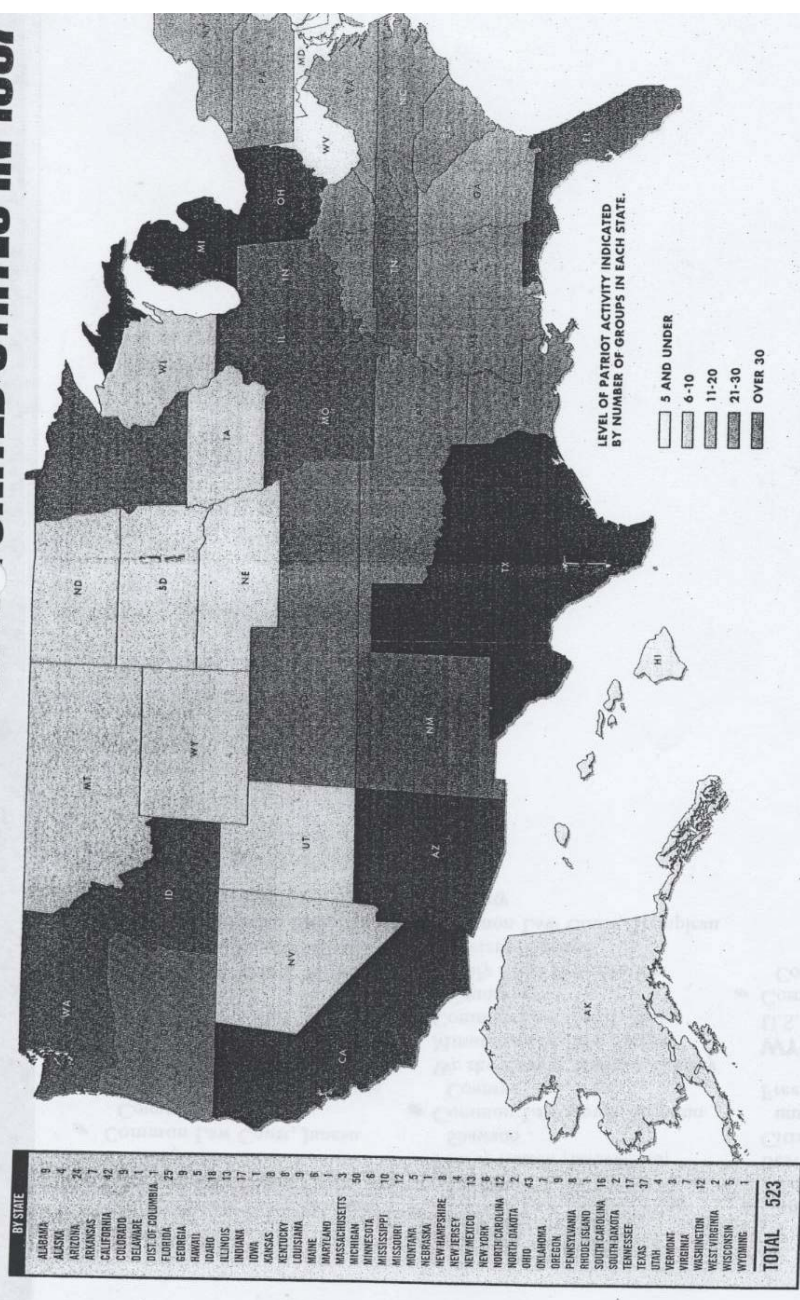 UNITED STATES IN
BY STATE
ALABAMA 9
ALASKA 4
ARIZONA 24
ARKANSAS 7
CALIFORNIA 42
COLORADO 9
DELAWARE 1
DIST. OF COLUMBIA 1
FLORIDA 25
GEORGIA 9
HAWAII 5
IDAHO 18
ILLINOIS 13
INDIANA 17
IOWA 1
KANSAS 8
KENTUCKY 8
LOUISIANA 9
MAINE 6
MARYLAND 1
MASSACHUSETTS 3
MICHIGAN 50
MINNESOTA 6
MISSISSIPPI 10
MISSOURI 12
MONTANA 5
NEBRASKA 1
NEW HAMPSHIRE 8
NEW JERSEY 4
NEW MEXICO 13
NEW YORK 6
NORTH CAROLINA 12
NORTH DAKOTA 2
OHIO 43
OKLAHOMA 7
OREGON 9
PENNSYLVANIA 8
RHODE ISLAND 1
SOUTH CAROLINA 16
SOUTH DAKOTA 2
TENNESSEE 17
TEXAS 37
UTAH 4
VERMONT 3
VIRGINIA 7
WASHINGTON 12
WEST VIRGINIA 2
WISCONSIN 5
WYOMING 1
TOTAL 523
WA
MT
ND
ID
WY
SD
WI
MI
NY
NV
UT
NE
IA
IL
IN
OH
PA
MD
CA
MO
WV
VA
AZ
NM
TN
NC
TX
GA
FL
AK
HI
LEVEL OF PATRIOT ACTIVITY INDICATED
BY NUMBER OF GROUPS IN EACH STATE.
5 AND UNDER
6-10
11-20
21-30
OVER 30